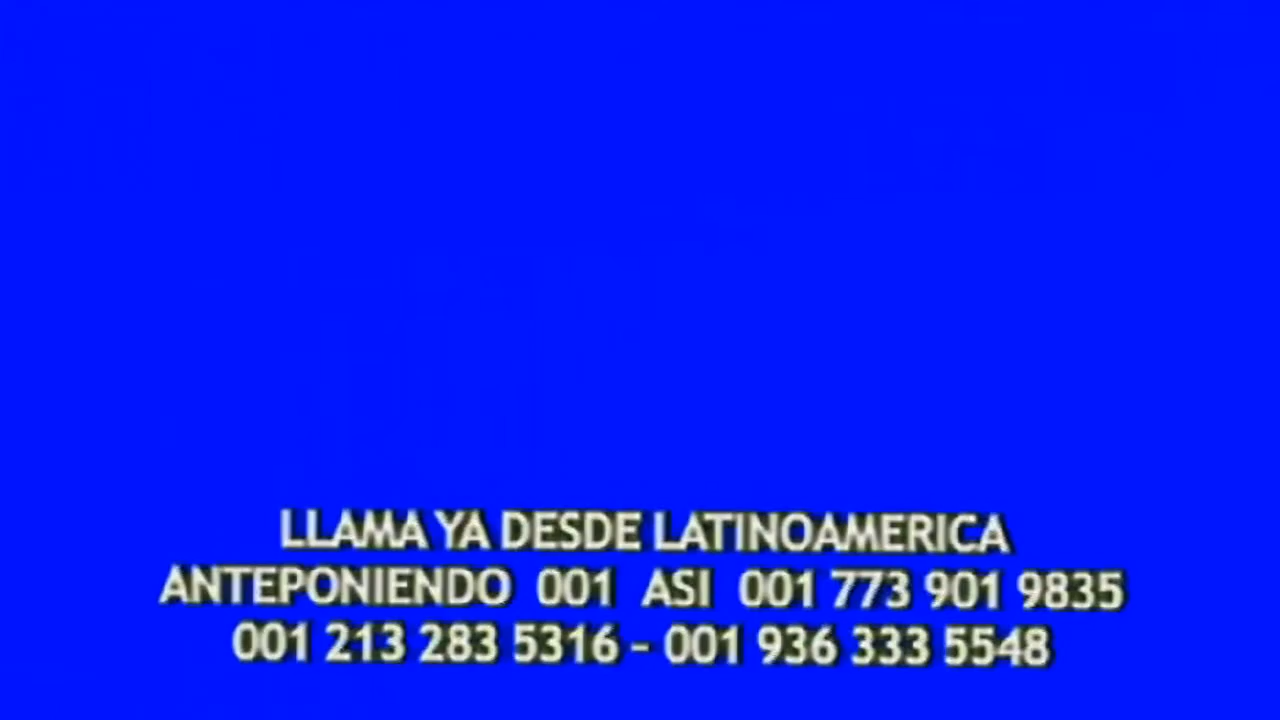 LLAMA YA DESDE LATINOAMERICA
ANTEPONIENDO 001 ASI 001 773 901 9835
001 213 283 5316 - 001 936 333 5548